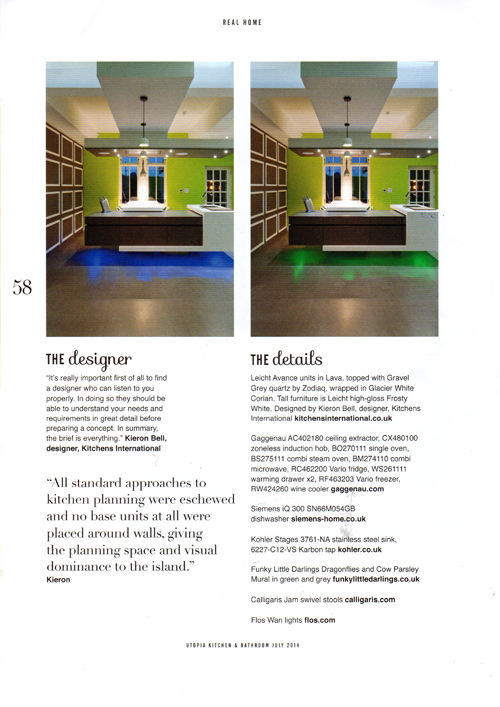 REAL HOME
58
THE designer
"It's really important first of all to find
a designer who can listen to you
properly. In doing so they should be
able to understand your needs and
requirements in great detail before
preparing a concept. In summary,
the brief is everything." Kieron Bell,
designer, Kitchens International
"All standard approaches to
kitchen planning were eschewed
and no base units at all were
placed around walls, giving
the planning space and visual
dominance to the island."
Kieron
THE details
Leicht Avance units in Lava, topped with Gravel
Grey quartz by Zodiaq, wrapped in Glacier White
Corian. Tall furniture is Leicht high-gloss Frosty
White. Designed by Kieron Bell, designer, Kitchens
International kitchensinternational.co.uk
Gaggenau AC402180 ceiling extractor, CX480100
zoneless induction hob, BO270111 single oven,
BS275111 combi steam oven, BM274110 combi
microwave, RC462200 Vario fridge, WS261111
warming drawer x2, RF463203 Vario freezer,
RW424260 wine cooler gaggenau.com
Siemens iQ 300 SN66M054GB
dishwasher siemens-home.co.uk
Kohler Stages 3761-NA stainless steel sink,
6227-C12-VS Karbon tap kohler.co.uk
Funky Little Darlings Dragonflies and Cow Parsley
Mural in green and grey funkylittledarlings.co.uk
Calligaris Jam swivel stools calligaris.com
Flos Wan lights flos.com
UTOPIA KITCHEN & BATHROOM JULY 2014